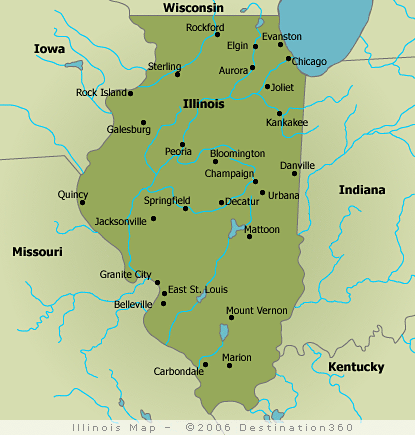 Wisconsin
Rockford
Iowa
Elgin
Evanston
Chicago
Sterling
Aurora
Joliet
Rock Island
Illinois
Galesburg
Kankakee
Peoria
Bloomington
Danville
Champaign
Quincy
Springfield
Decatur
Urbana
Indiana
Jacksonville
Mattoon
Missouri
Granite City
East St. Louis
Belleville
Mount Vernon
Marion
Carbondale
Kentucky
Illinois Map - ©2006 Destination360